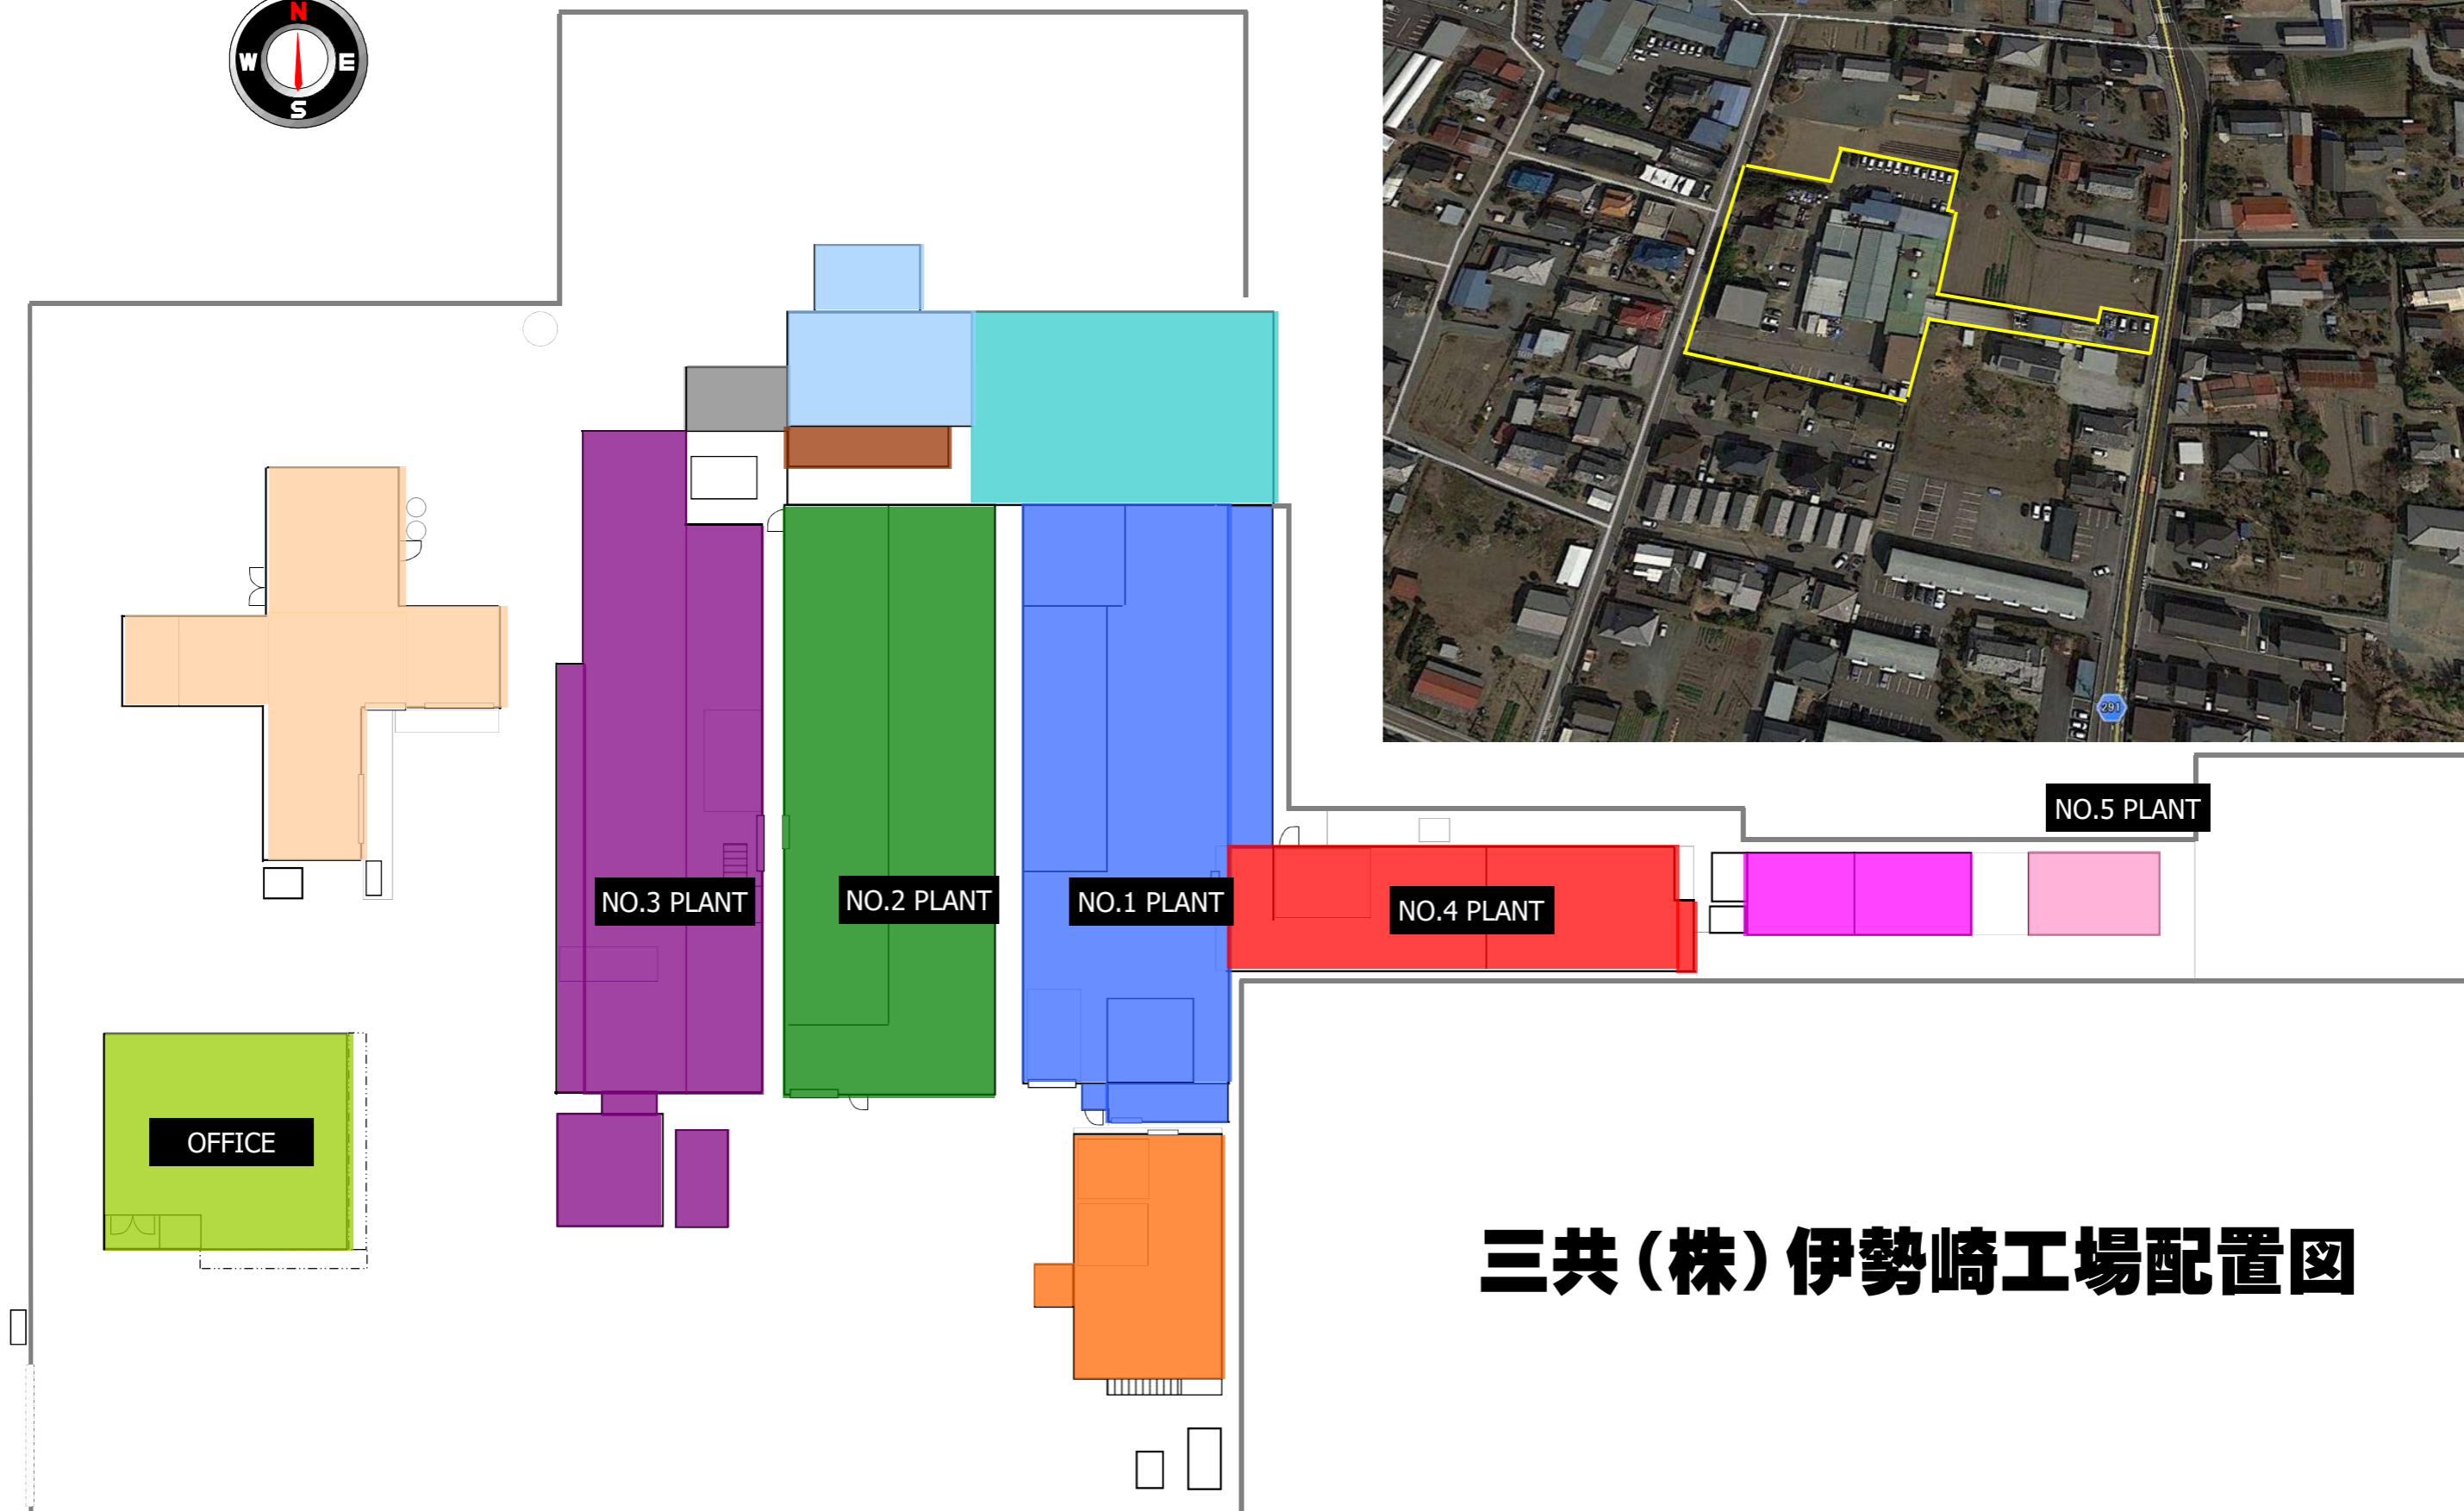 N
W E
S
291
NO.5 PLANT
NO.3 PLANT
NO.2 PLANT
NO.1 PLANT
NO.4 PLANT
OFFICE
三共（株）伊勢崎工場配置図